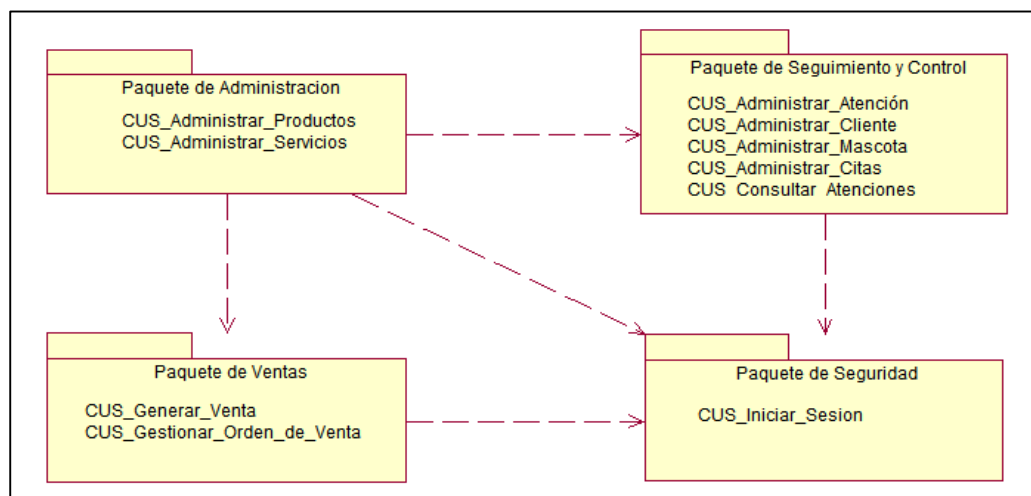 Paquete de Administracion
CUS_Administrar_Productos
CUS_Administrar_Servicios
Paquete de Seguimiento y Control
CUS_Administrar_Atención
CUS_Administrar_Cliente
CUS_Administrar_Mascota
CUS_Administrar_Citas
CUS_Consultar_Atenciones
Paquete de Ventas
CUS_Generar_Venta
CUS_Gestionar_Orden_de_Venta
Paquete de Seguridad
CUS_Iniciar_Sesion